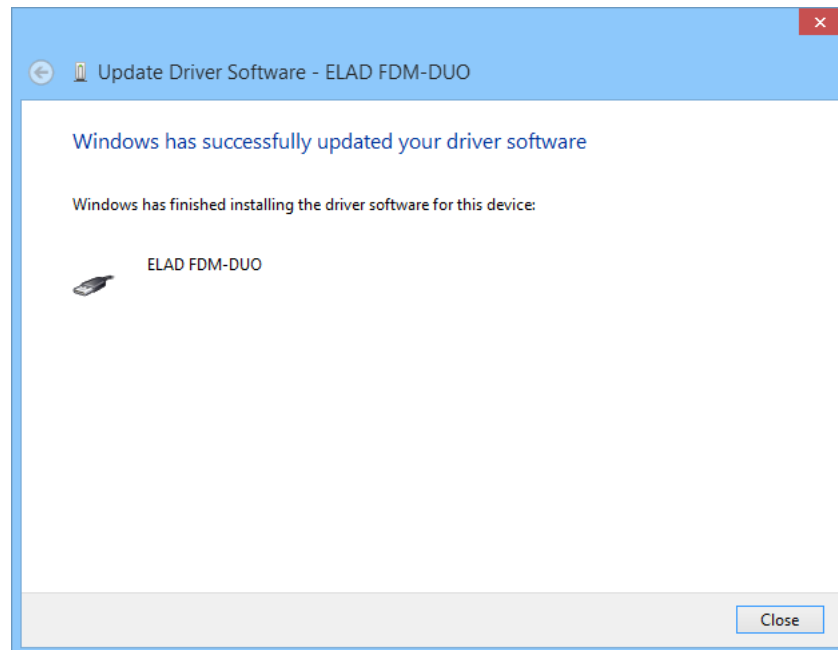 Update Driver Software - ELAD FDM-DUO
Windows has successfully updated your driver software
Windows has finished installing the driver software for this device:
ELAD FDM-DUO
Close